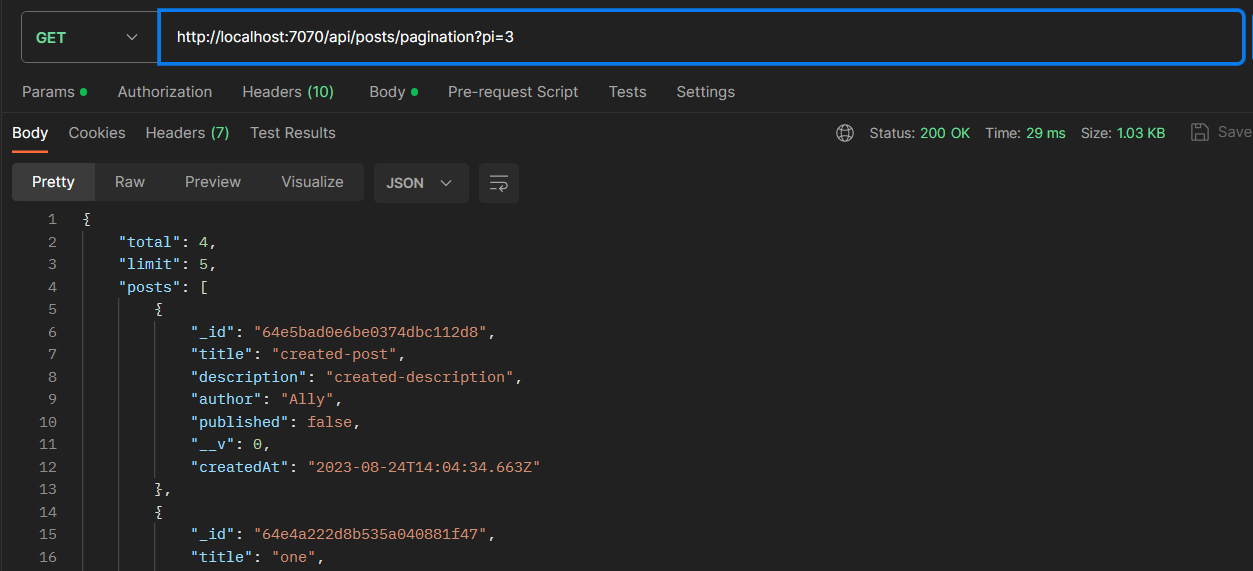 GET http://localhost:7070/api/posts/pagination?pi=3
Params Authorization Headers (10) Body Pre-request Script Tests Settings
Body Cookies Headers (7) Test Results Status: 200 OK Time: 29 ms Size: 1.03 KB Save
Pretty Raw Preview Visualize JSON
1 {
2 "total": 4,
3 "limit": 5,
4 "posts": [
5 {
6 "_id": "64e5bad0e6be0374dbc112d8",
7 "title": "created-post",
8 "description": "created-description",
9 "author": "Ally",
10 "published": false,
11 "__v": 0,
12 "createdAt": "2023-08-24T14:04:34.663Z"
13 },
14 {
15 "_id": "64e4a222d8b535a040881f47",
16 "title": "one",